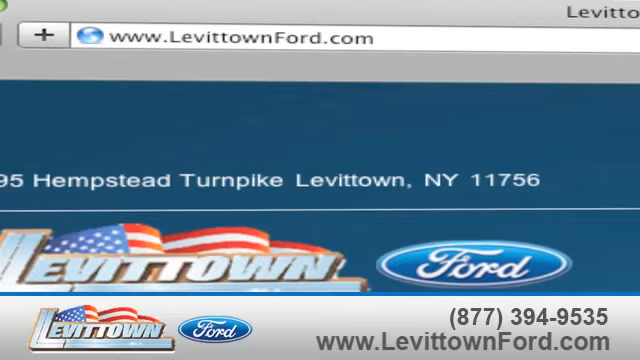 Levitto
www.LevittownFord.com
95 Hempstead Turnpike Levittown, NY 11756
LEVITTOWN
Ford
LEVITTOWN
Ford
(877) 394-9535
www.LevittownFord.com